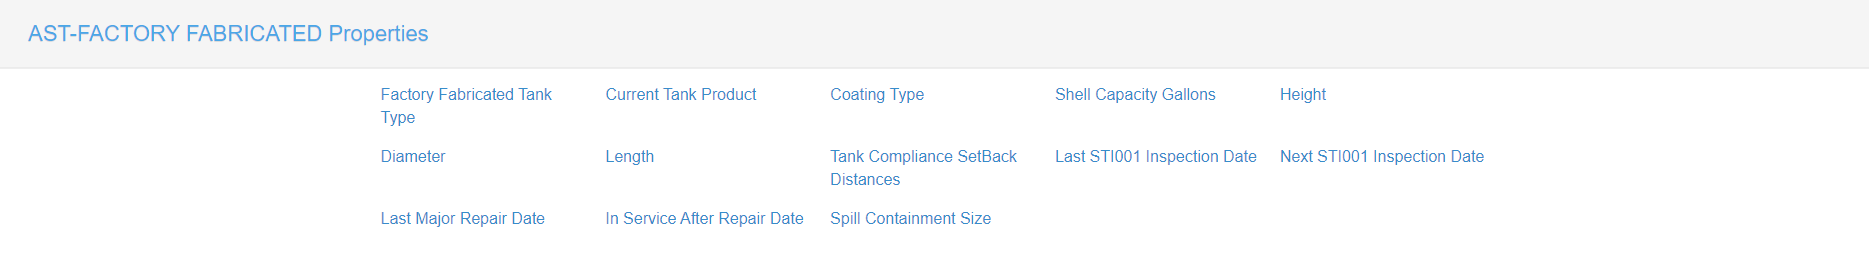 AST-FACTORY FABRICATED Properties
Factory Fabricated Tank Type
Current Tank Product
Coating Type
Shell Capacity Gallons
Height
Diameter
Length
Tank Compliance SetBack Distances
Last STI001 Inspection Date
Next STI001 Inspection Date
Last Major Repair Date
In Service After Repair Date
Spill Containment Size